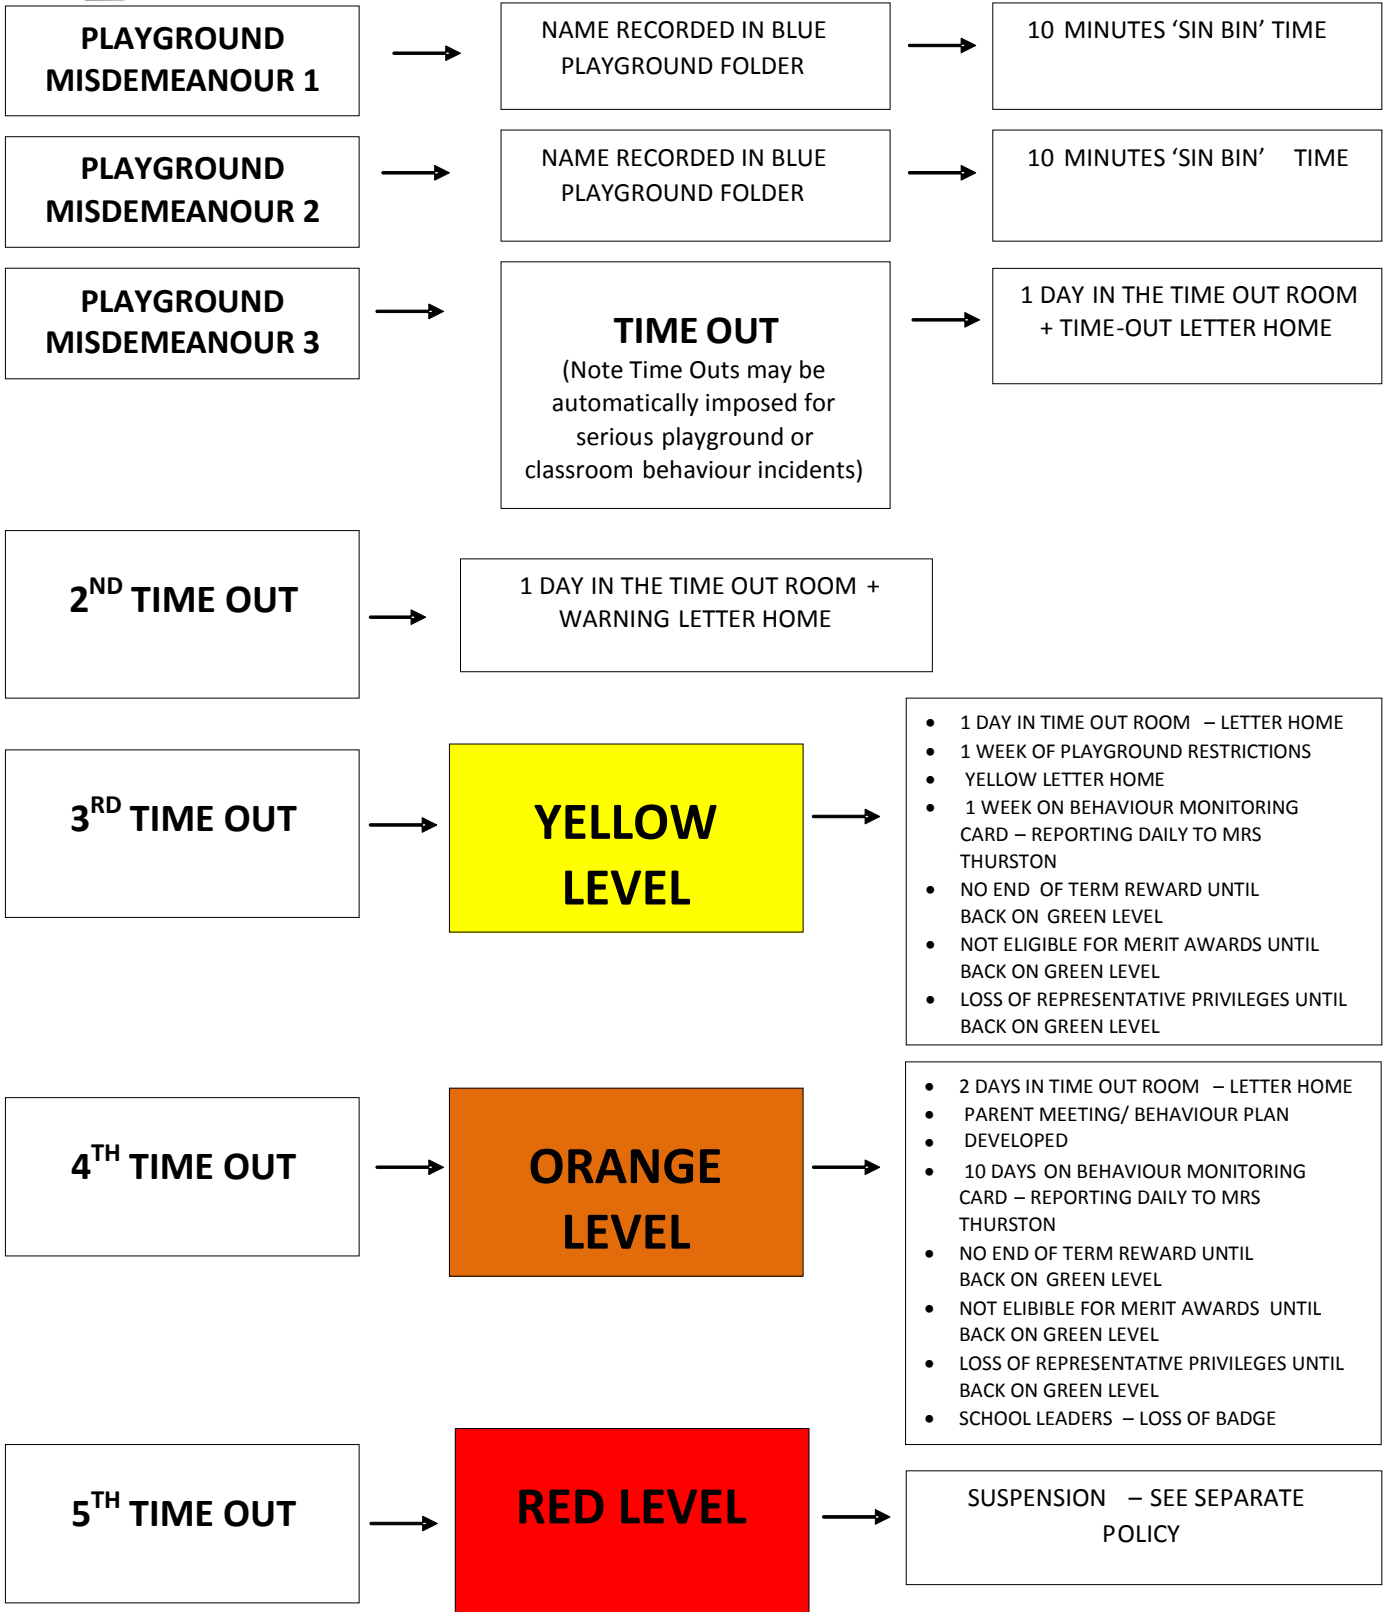 PLAYGROUND
MISDEMEANOUR 1
NAME RECORDED IN BLUE
PLAYGROUND FOLDER
10 MINUTES ‘SIN BIN’ TIME
PLAYGROUND
MISDEMEANOUR 2
NAME RECORDED IN BLUE
PLAYGROUND FOLDER
10 MINUTES ‘SIN BIN’ TIME
PLAYGROUND
MISDEMEANOUR 3
TIME OUT
(Note Time Outs may be
automatically imposed for
serious playground or
classroom behaviour incidents)
1 DAY IN THE TIME OUT ROOM
+ TIME-OUT LETTER HOME
2ND TIME OUT
1 DAY IN THE TIME OUT ROOM +
WARNING LETTER HOME
3RD TIME OUT
YELLOW
LEVEL
• 1 DAY IN TIME OUT ROOM – LETTER HOME
• 1 WEEK OF PLAYGROUND RESTRICTIONS
• YELLOW LETTER HOME
• 1 WEEK ON BEHAVIOUR MONITORING
CARD – REPORTING DAILY TO MRS
THURSTON
• NO END OF TERM REWARD UNTIL
BACK ON GREEN LEVEL
• NOT ELIGIBLE FOR MERIT AWARDS UNTIL
BACK ON GREEN LEVEL
• LOSS OF REPRESENTATIVE PRIVILEGES UNTIL
BACK ON GREEN LEVEL
4TH TIME OUT
ORANGE
LEVEL
• 2 DAYS IN TIME OUT ROOM – LETTER HOME
• PARENT MEETING/ BEHAVIOUR PLAN
• DEVELOPED
• 10 DAYS ON BEHAVIOUR MONITORING
CARD – REPORTING DAILY TO MRS
THURSTON
• NO END OF TERM REWARD UNTIL
BACK ON GREEN LEVEL
• NOT ELIBIBLE FOR MERIT AWARDS UNTIL
BACK ON GREEN LEVEL
• LOSS OF REPRESENTATIVE PRIVILEGES UNTIL
BACK ON GREEN LEVEL
• SCHOOL LEADERS – LOSS OF BADGE
5TH TIME OUT
RED LEVEL
SUSPENSION – SEE SEPARATE
POLICY